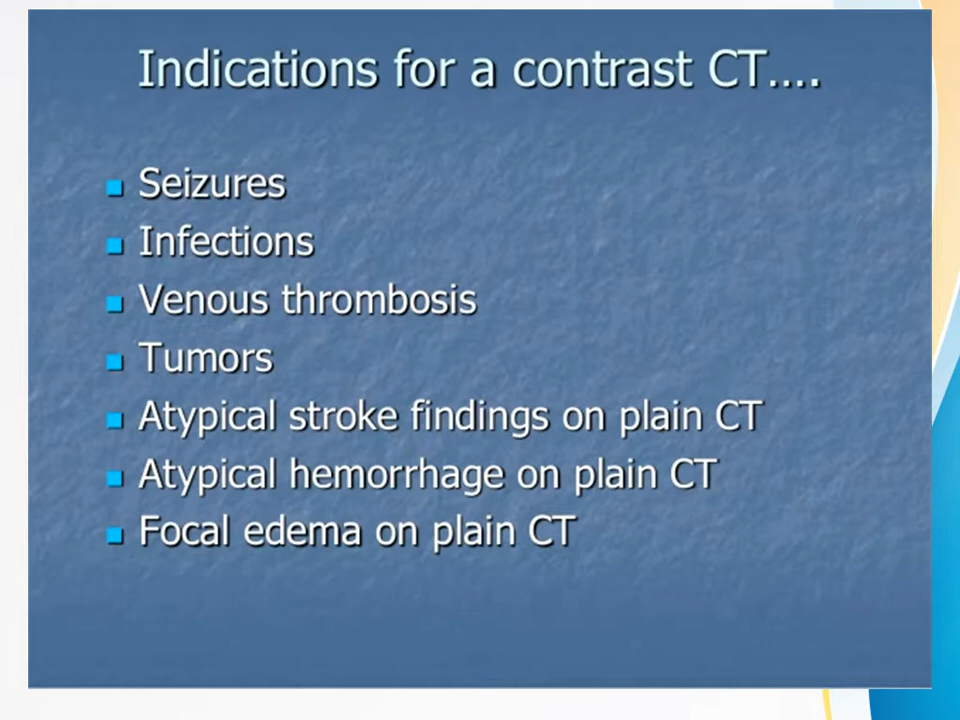 Indications for a contrast CT....
Seizures
Infections
Venous thrombosis
Tumors
Atypical stroke findings on plain CT
Atypical hemorrhage on plain CT
Focal edema on plain CT